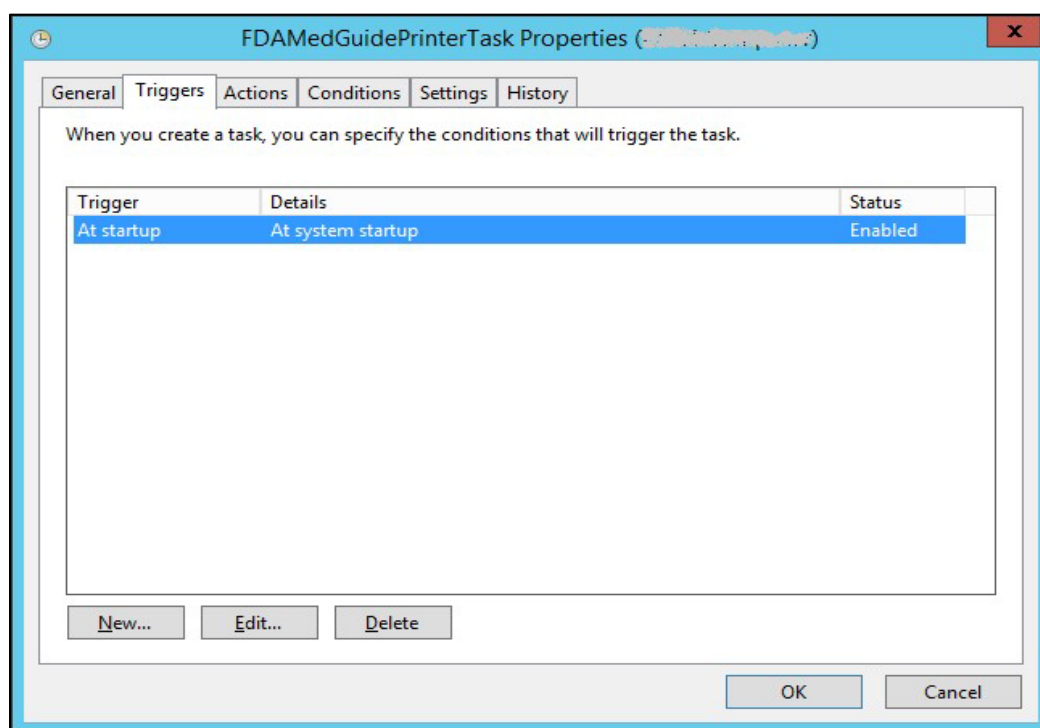 FDAMedGuidePrinterTask Properties (
x
General Triggers Actions Conditions Settings History
When you create a task, you can specify the conditions that will trigger the task.
Trigger Details Status
At startup At system startup Enabled
New... Edit... Delete
OK Cancel